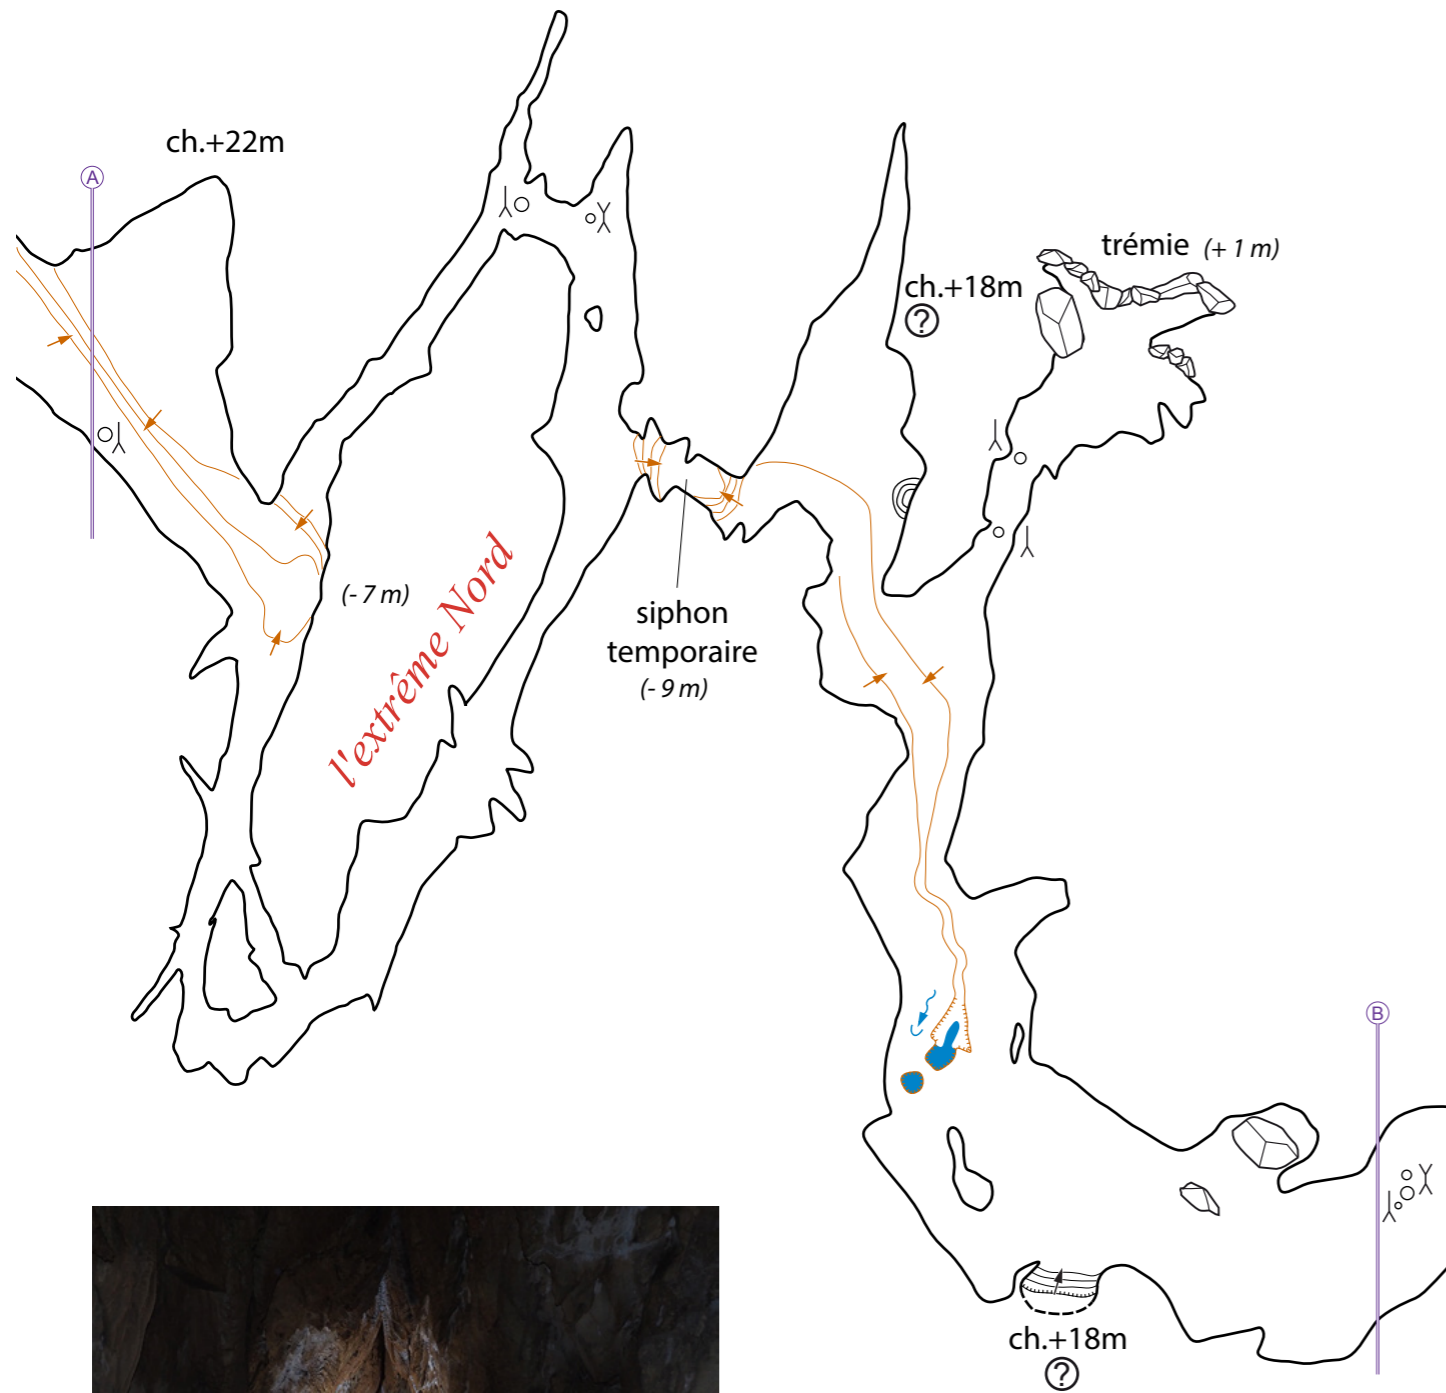 ch.+22m
A
trémie (+ 1 m)
ch.+18m
?
l'extrême Nord
(- 7 m)
siphon
temporaire
(- 9 m)
B
ch.+18m
?